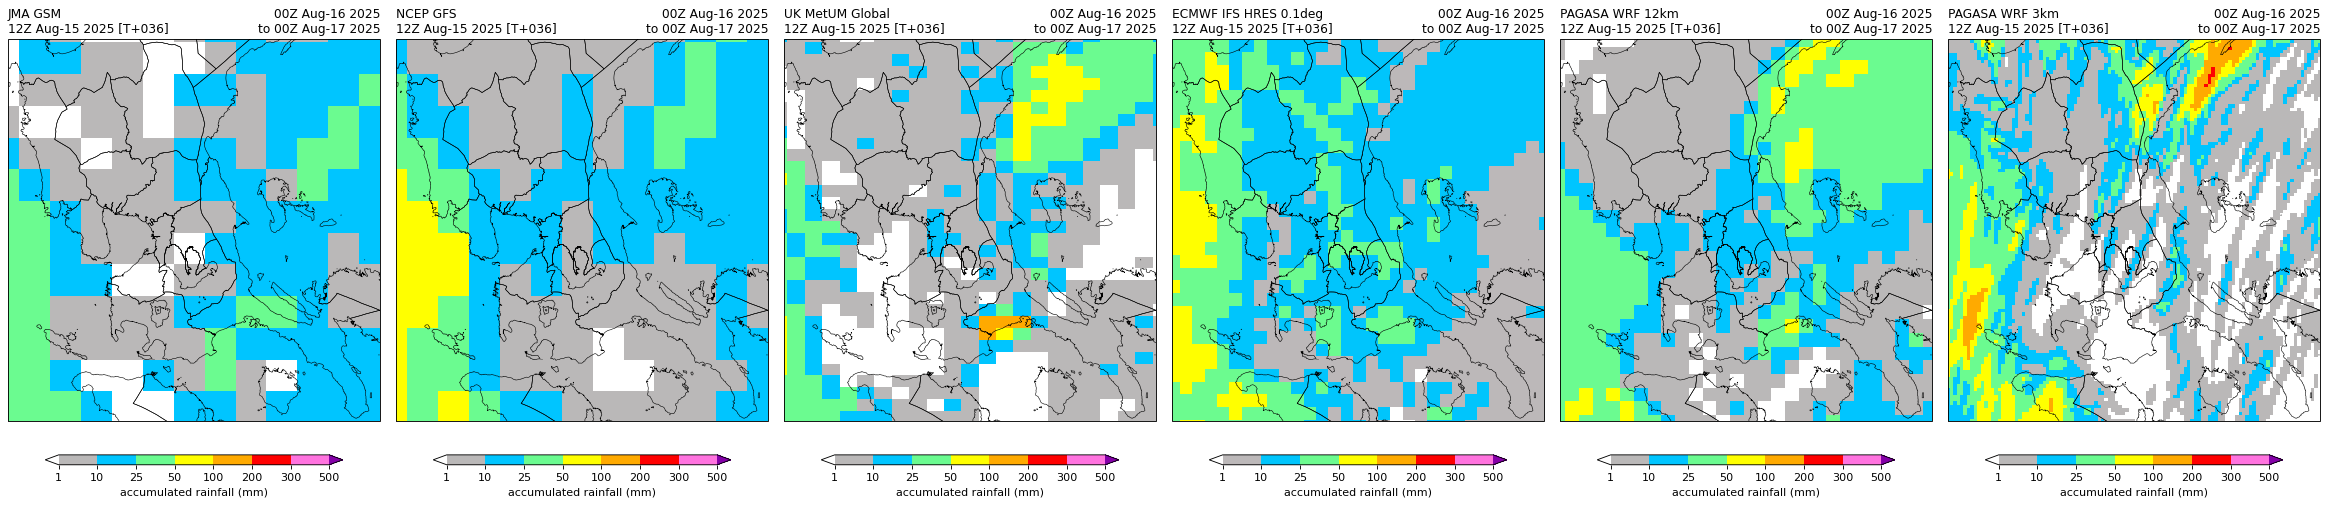 JMA GSM 00Z Aug-16 2025
12Z Aug-15 2025 [T+036] to 00Z Aug-17 2025
1 10 25 50 100 200 300 500
accumulated rainfall (mm)
NCEP GFS 00Z Aug-16 2025
12Z Aug-15 2025 [T+036] to 00Z Aug-17 2025
1 10 25 50 100 200 300 500
accumulated rainfall (mm)
UK MetUM Global 00Z Aug-16 2025
12Z Aug-15 2025 [T+036] to 00Z Aug-17 2025
1 10 25 50 100 200 300 500
accumulated rainfall (mm)
ECMWF IFS HRES 0.1deg 00Z Aug-16 2025
12Z Aug-15 2025 [T+036] to 00Z Aug-17 2025
1 10 25 50 100 200 300 500
accumulated rainfall (mm)
PAGASA WRF 12km 00Z Aug-16 2025
12Z Aug-15 2025 [T+036] to 00Z Aug-17 2025
1 10 25 50 100 200 300 500
accumulated rainfall (mm)
PAGASA WRF 3km 00Z Aug-16 2025
12Z Aug-15 2025 [T+036] to 00Z Aug-17 2025
1 10 25 50 100 200 300 500
accumulated rainfall (mm)